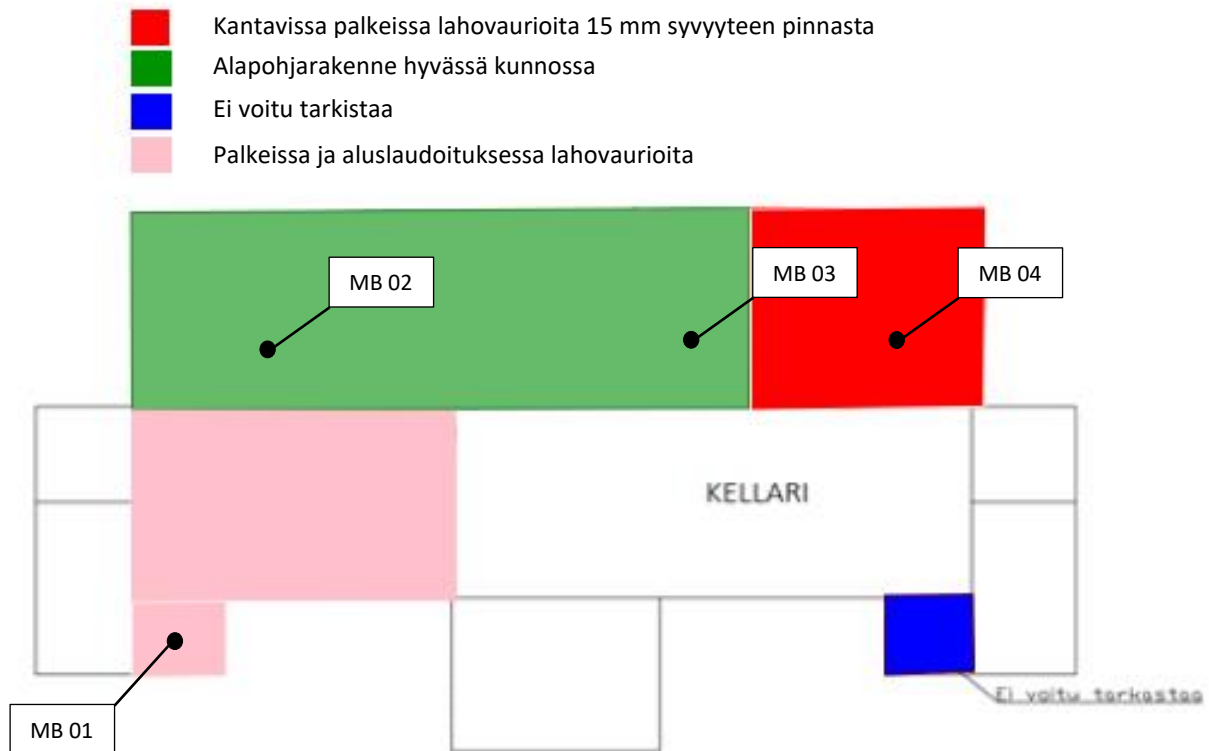 Kantavissa palkeissa lahovaurioita 15 mm syvyyteen pinnasta
Alapohjarakenne hyvässä kunnossa
Ei voitu tarkistaa
Palkeissa ja aluslaudoituksessa lahovaurioita
MB 02
MB 03
MB 04
KELLARI
Ei voitu tarkastaa
MB 01